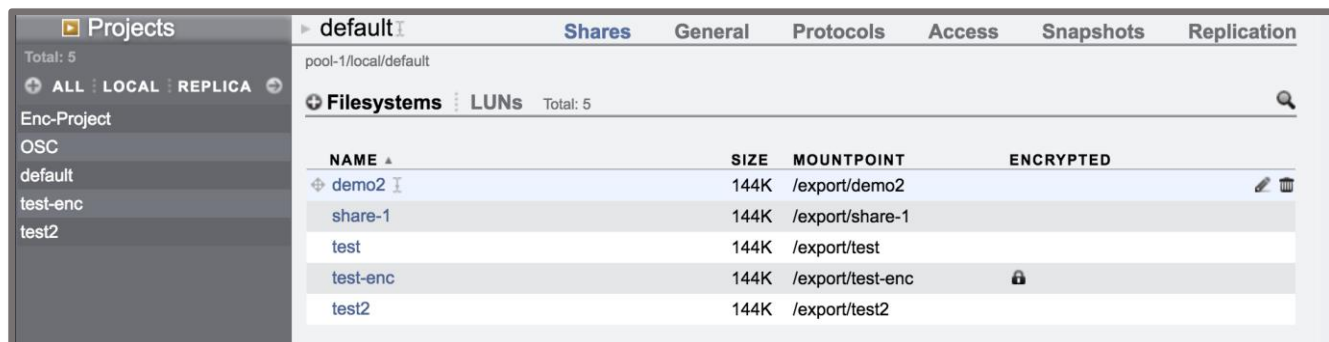 Projects
Total: 5
ALL LOCAL REPLICA
Enc-Project
OSC
default
test-enc
test2
default Shares General Protocols Access Snapshots Replication
pool-1/local/default
Filesystems LUNs Total: 5
NAME SIZE MOUNTPOINT ENCRYPTED
demo2 144K /export/demo2
share-1 144K /export/share-1
test 144K /export/test
test-enc 144K /export/test-enc
test2 144K /export/test2